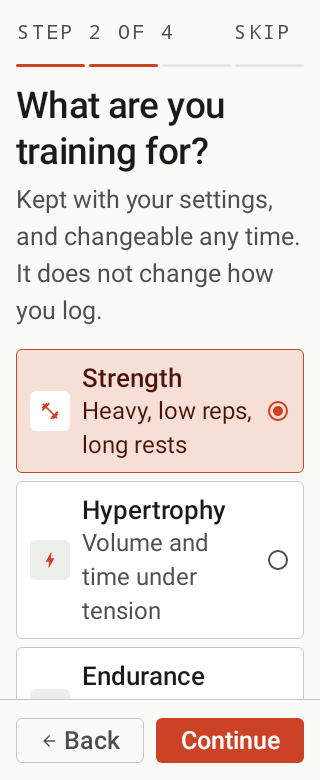 STEP 2 OF 4
SKIP
What are you
training for?
Kept with your settings,
and changeable any time.
It does not change how
you log.
Strength
Heavy, low reps,
long rests
Hypertrophy
Volume and
time under
tension
Endurance
← Back
Continue